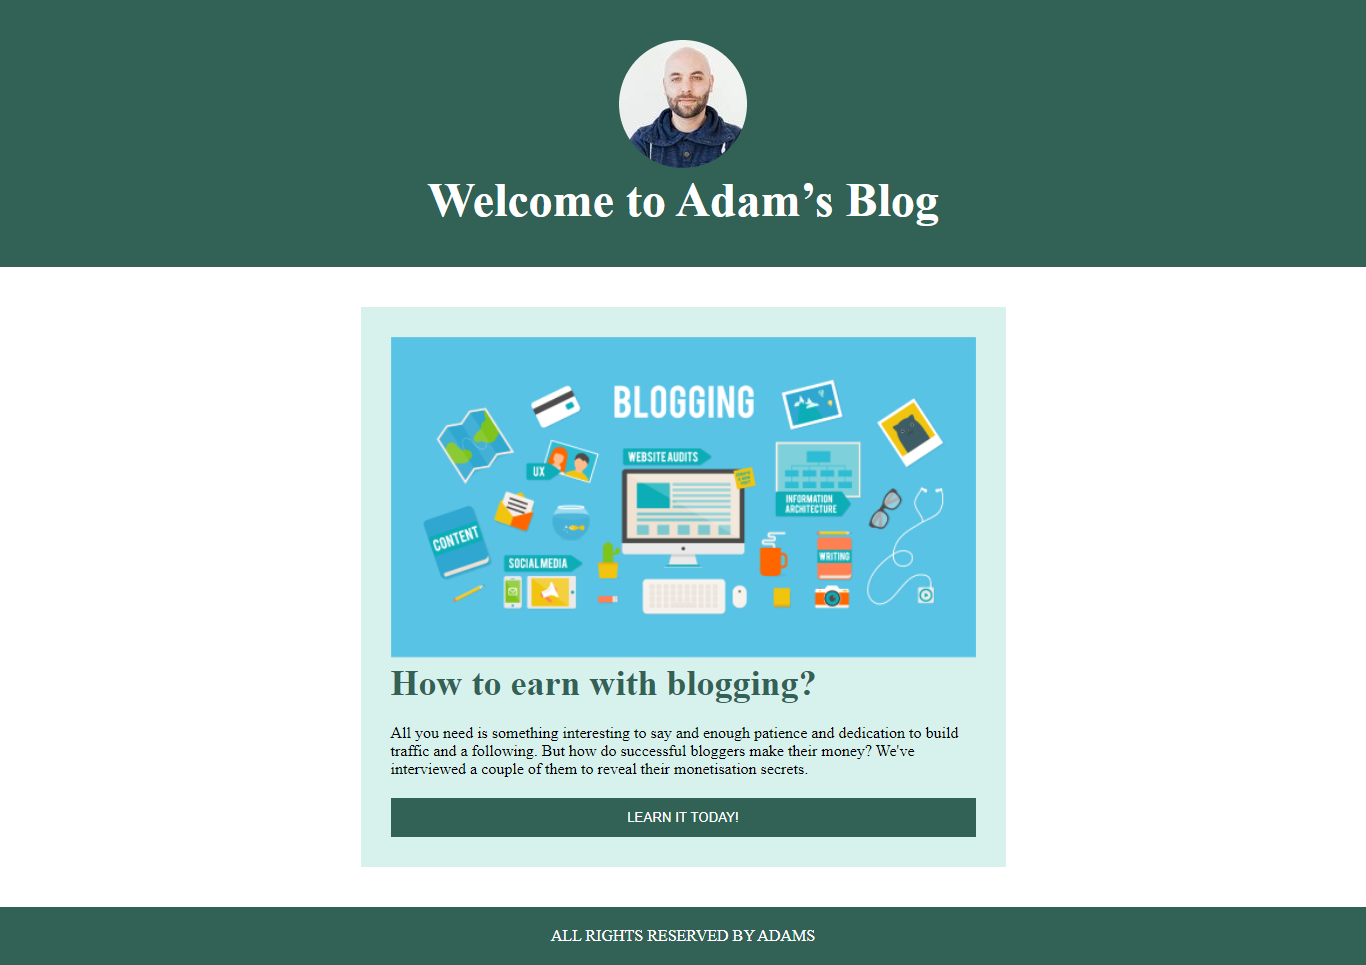 Welcome to Adam’s Blog
BLOGGING
WEBSITE AUDITS
UX
INFORMATION
ARCHITECTURE
CONTENT
SOCIAL MEDIA
WRITING
How to earn with blogging?
All you need is something interesting to say and enough patience and dedication to build
traffic and a following. But how do successful bloggers make their money? We've
interviewed a couple of them to reveal their monetisation secrets.
LEARN IT TODAY!
ALL RIGHTS RESERVED BY ADAMS